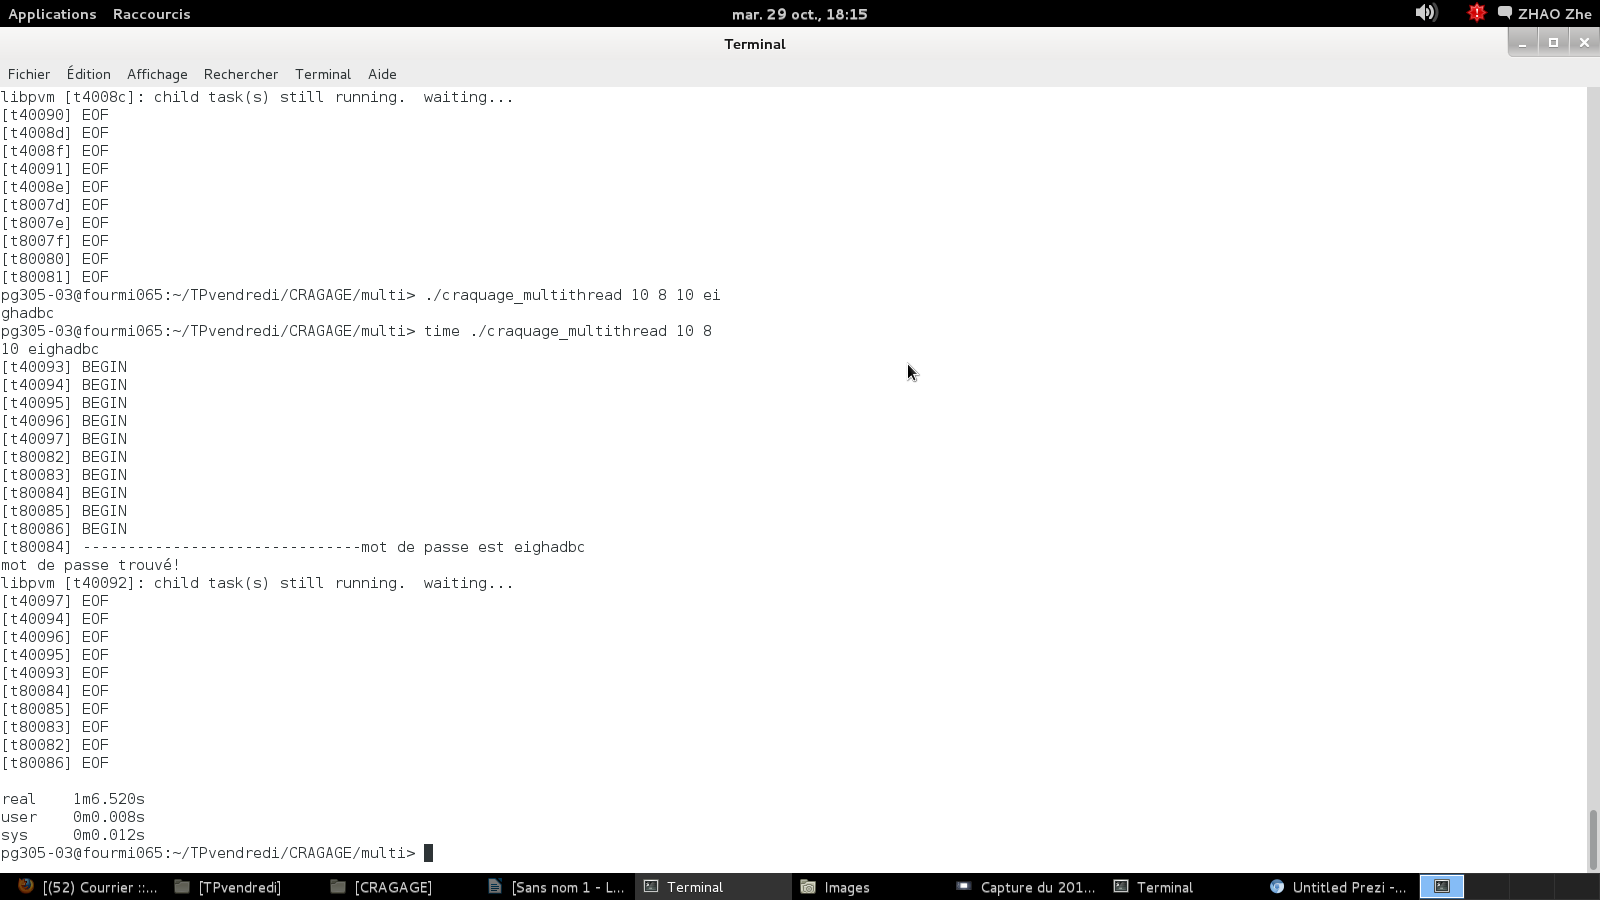 Applications Raccourcis mar. 29 oct., 18:15 ZHAO Zhe
Terminal
Fichier Édition Affichage Rechercher Terminal Aide
libpvm [t4008c]: child task(s) still running.  waiting...
[t40090] EOF
[t4008d] EOF
[t4008f] EOF
[t40091] EOF
[t4008e] EOF
[t8007d] EOF
[t8007e] EOF
[t8007f] EOF
[t80080] EOF
[t80081] EOF
pg305-03@fourmi065:~/TPvendredi/CRAGAGE/multi> ./craquage_multithread 10 8 10 ei
ghadbc
pg305-03@fourmi065:~/TPvendredi/CRAGAGE/multi> time ./craquage_multithread 10 8
10 eighadbc
[t40093] BEGIN
[t40094] BEGIN
[t40095] BEGIN
[t40096] BEGIN
[t40097] BEGIN
[t80082] BEGIN
[t80083] BEGIN
[t80084] BEGIN
[t80085] BEGIN
[t80086] BEGIN
[t80084] -------------------------------mot de passe est eighadbc
mot de passe trouvé!
libpvm [t40092]: child task(s) still running.  waiting...
[t40097] EOF
[t40094] EOF
[t40096] EOF
[t40095] EOF
[t40093] EOF
[t80084] EOF
[t80085] EOF
[t80083] EOF
[t80082] EOF
[t80086] EOF
real    1m6.520s
user    0m0.008s
sys     0m0.012s
pg305-03@fourmi065:~/TPvendredi/CRAGAGE/multi>
[(52) Courrier ::... [TPvendredi] [CRAGAGE] [Sans nom 1 - L... Terminal Images Capture du 201... Terminal Untitled Prezi -...